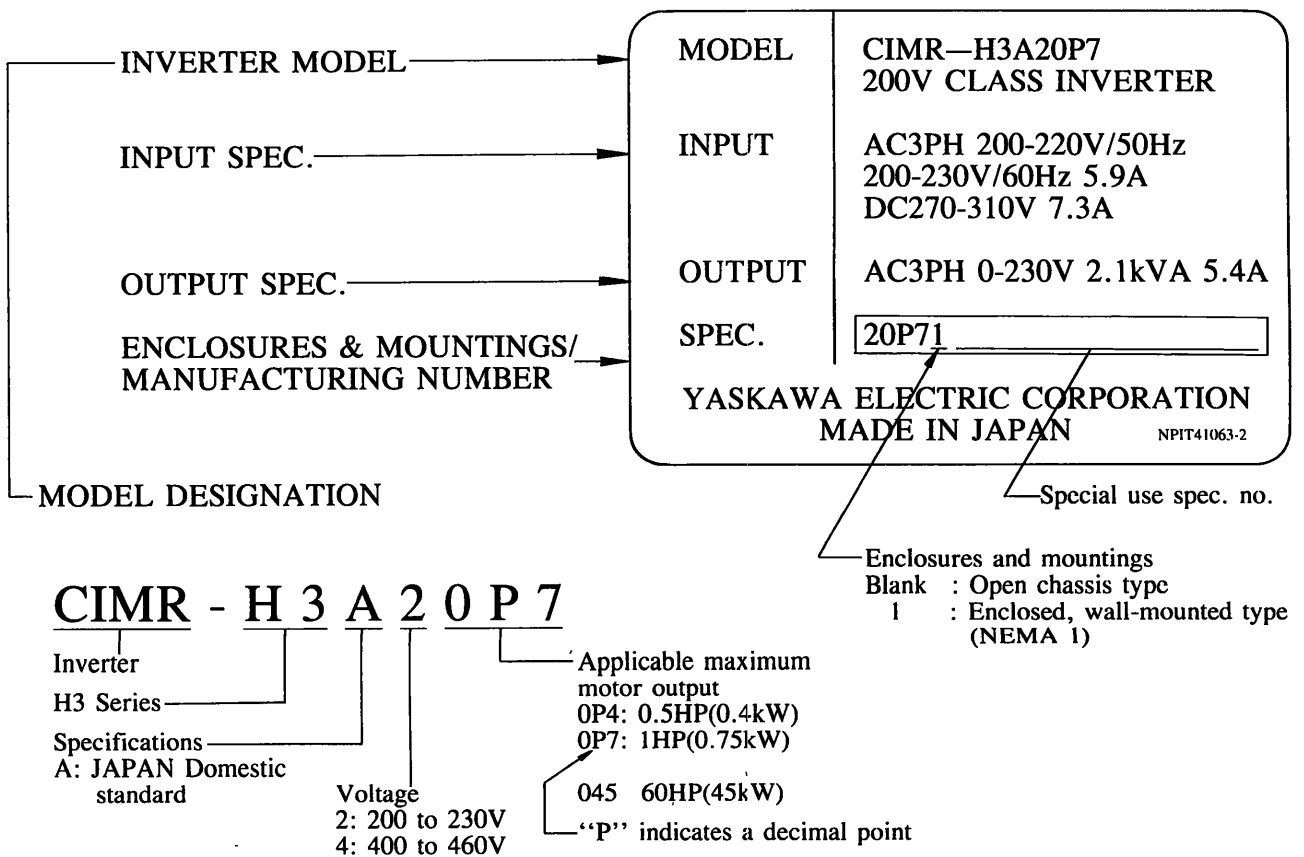 INVERTER MODEL
INPUT SPEC.
OUTPUT SPEC.
ENCLOSURES & MOUNTINGS/
MANUFACTURING NUMBER
MODEL DESIGNATION
MODEL CIMR—H3A20P7
200V CLASS INVERTER
INPUT AC3PH 200-220V/50Hz
200-230V/60Hz 5.9A
DC270-310V 7.3A
OUTPUT AC3PH 0-230V 2.1kVA 5.4A
SPEC. 20P71
YASKAWA ELECTRIC CORPORATION
MADE IN JAPAN NPIT41063-2
Special use spec. no.
Enclosures and mountings
Blank : Open chassis type
1 : Enclosed, wall-mounted type
(NEMA 1)
CIMR - H 3 A 2 0 P 7
Inverter
H3 Series
Specifications
A: JAPAN Domestic
standard
Voltage
2: 200 to 230V
4: 400 to 460V
Applicable maximum
motor output
0P4: 0.5HP(0.4kW)
0P7: 1HP(0.75kW)
045 60HP(45kW)
“P” indicates a decimal point